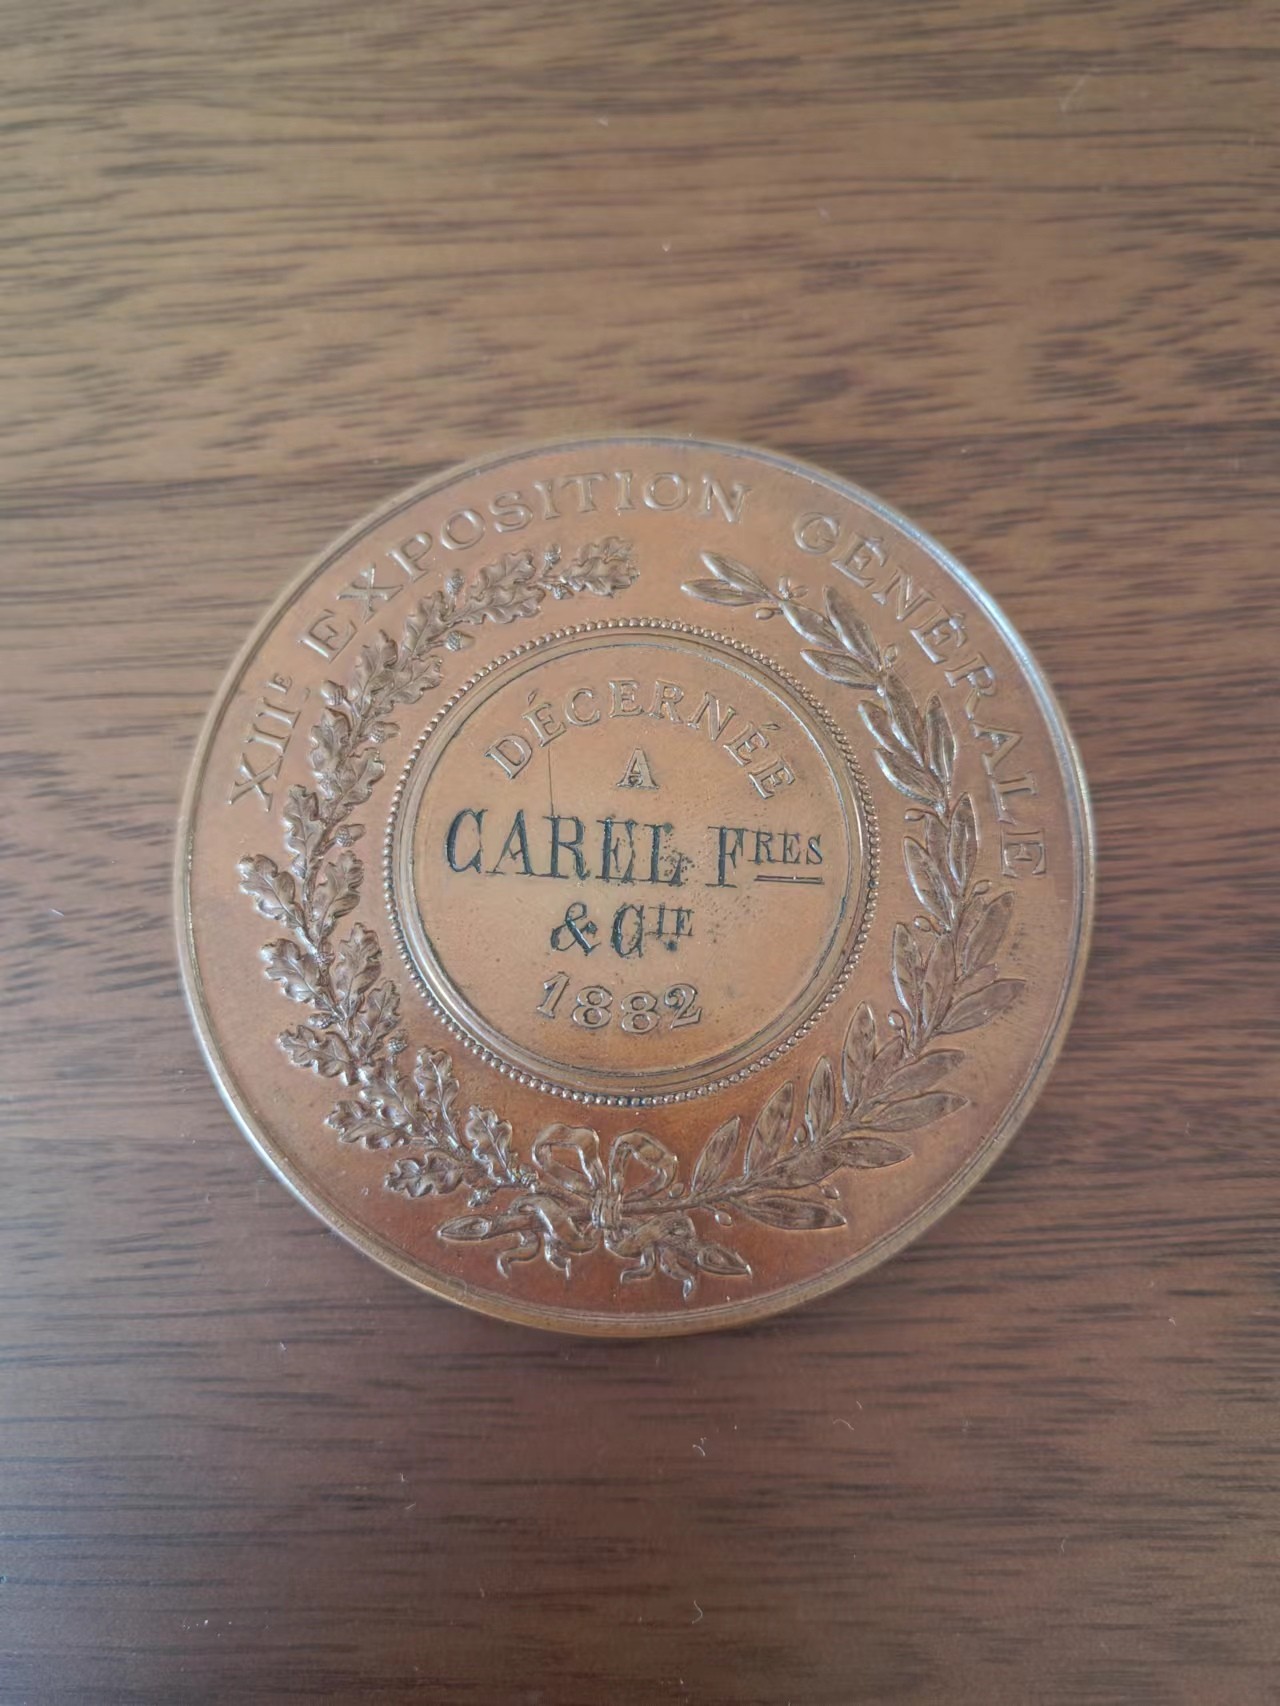 XIIE EXPOSITION GÉNÉRALE
DÉCERNÉE
A
CAREL FRES
& CIE
1882